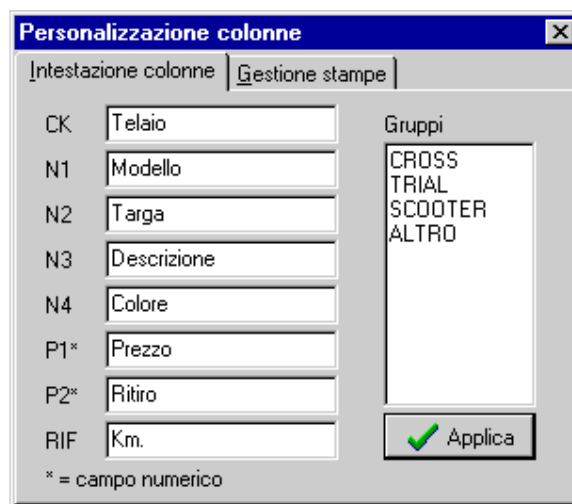 Personalizzazione colonne
Intestazione colonne
Gestione stampe
CK Telaio
N1 Modello
N2 Targa
N3 Descrizione
N4 Colore
P1* Prezzo
P2* Ritiro
RIF Km.
* = campo numerico
Gruppi
CROSS
TRIAL
SCOOTER
ALTRO
Applica